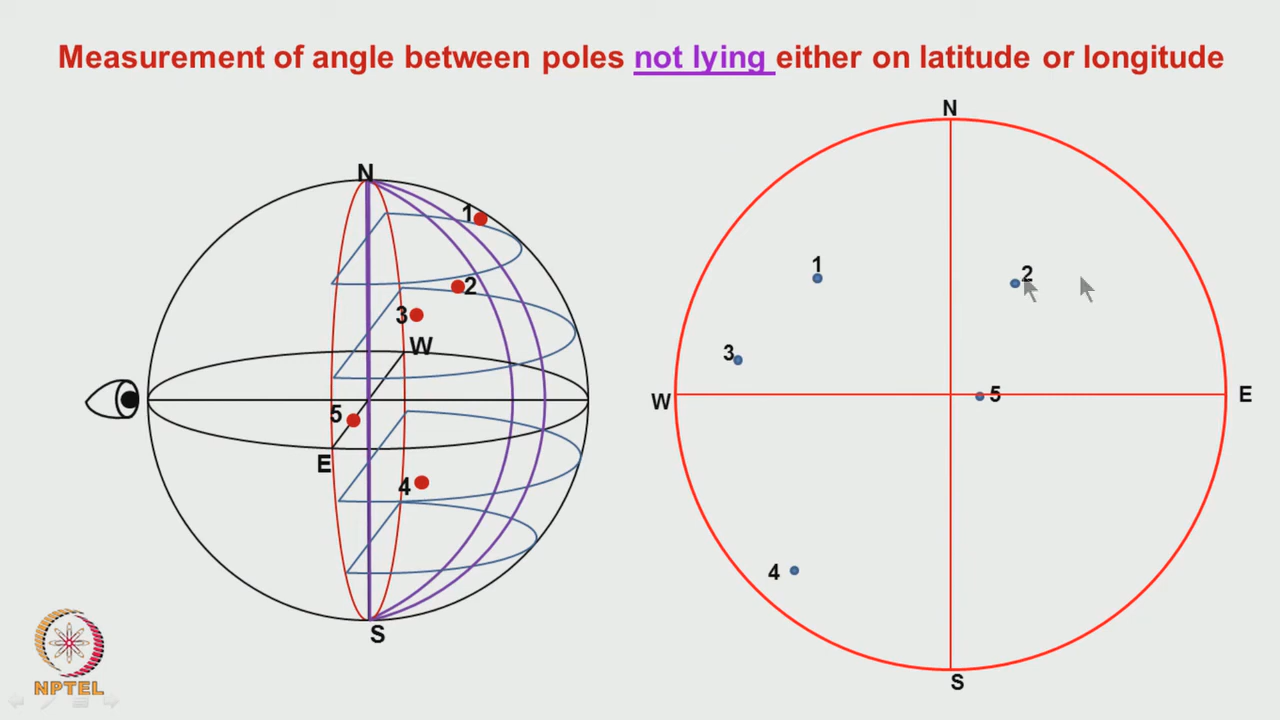 Measurement of angle between poles not lying either on latitude or longitude
N
1
2
3
W
5
E
4
S
N
1
2
3
W
5
E
4
S
NPTEL